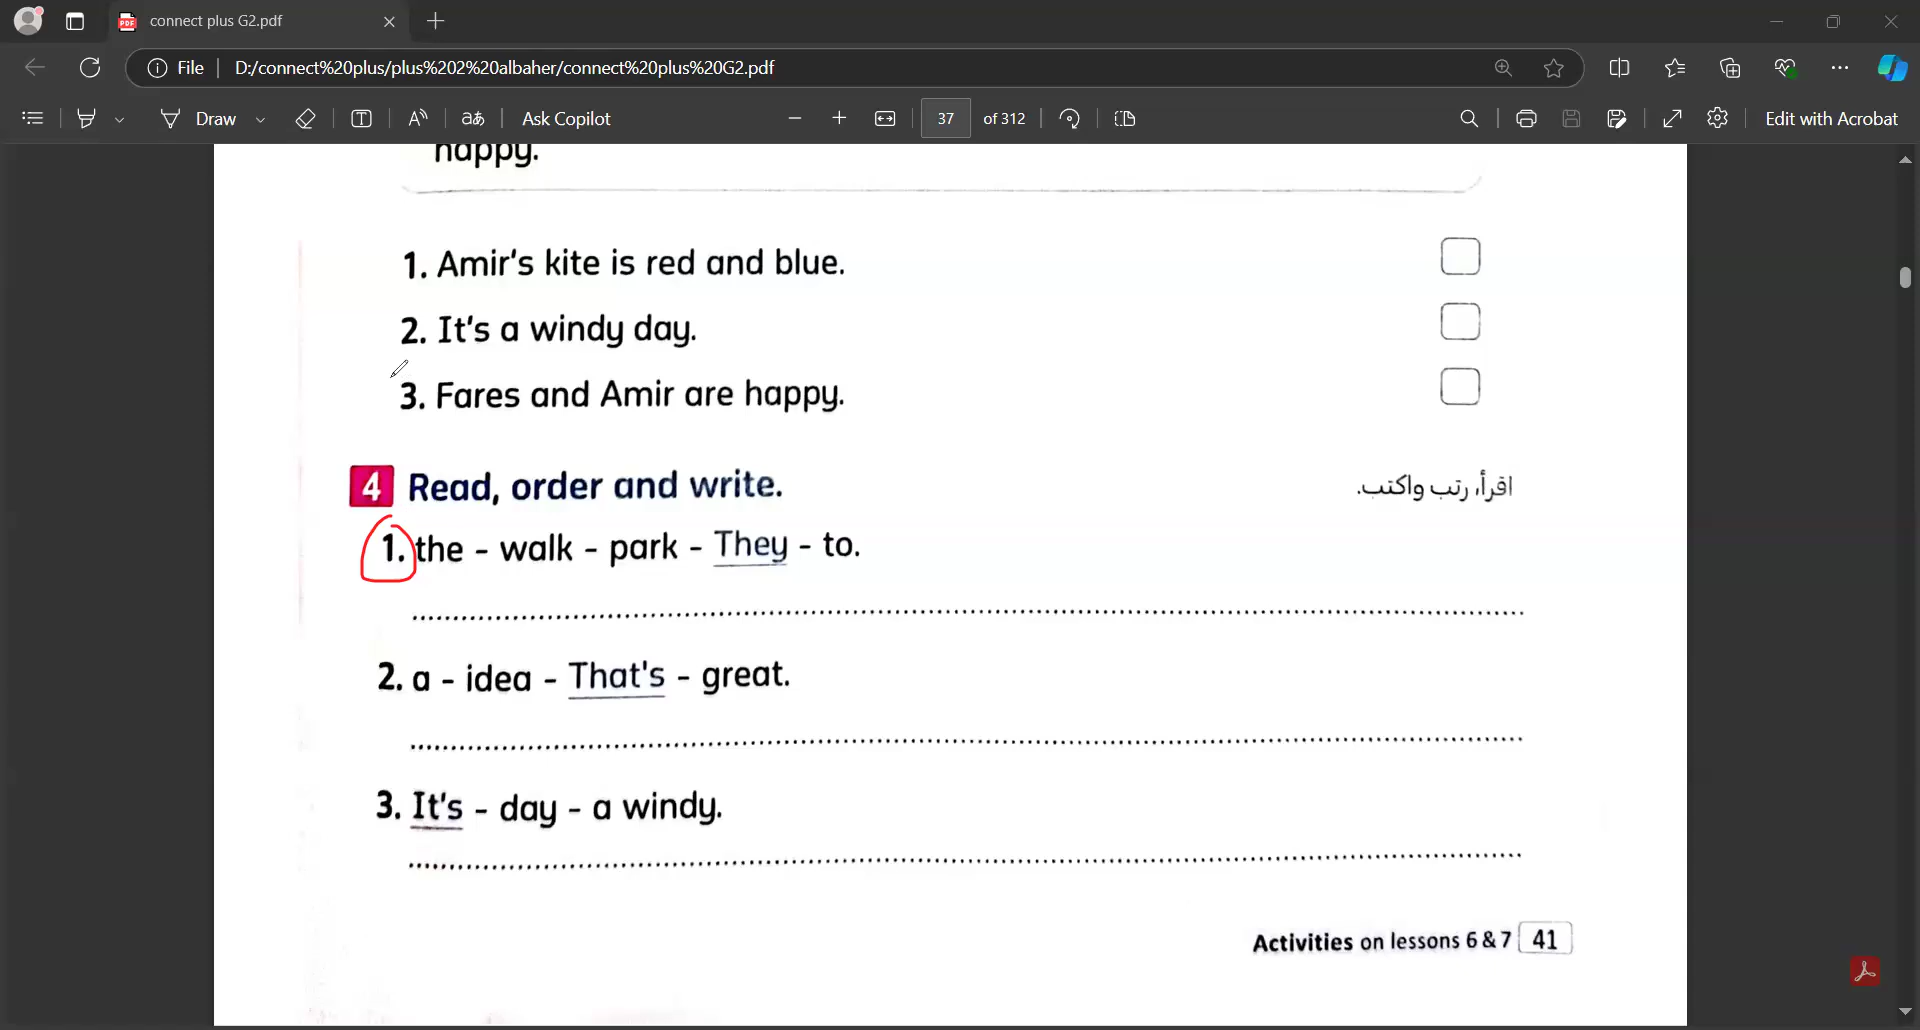 connect plus G2.pdf
File D:/connect%20plus/plus%202%20albaher/connect%20plus%20G2.pdf
Draw aあ Ask Copilot 37 of 312 Edit with Acrobat
happy.
1. Amir's kite is red and blue.
2. It's a windy day.
3. Fares and Amir are happy.
4 Read, order and write. اقرأ، رتب واكتب.
1. the - walk - park - They - to.
2. a - idea - That's - great.
3. It's - day - a windy.
Activities on lessons 6 & 7 41